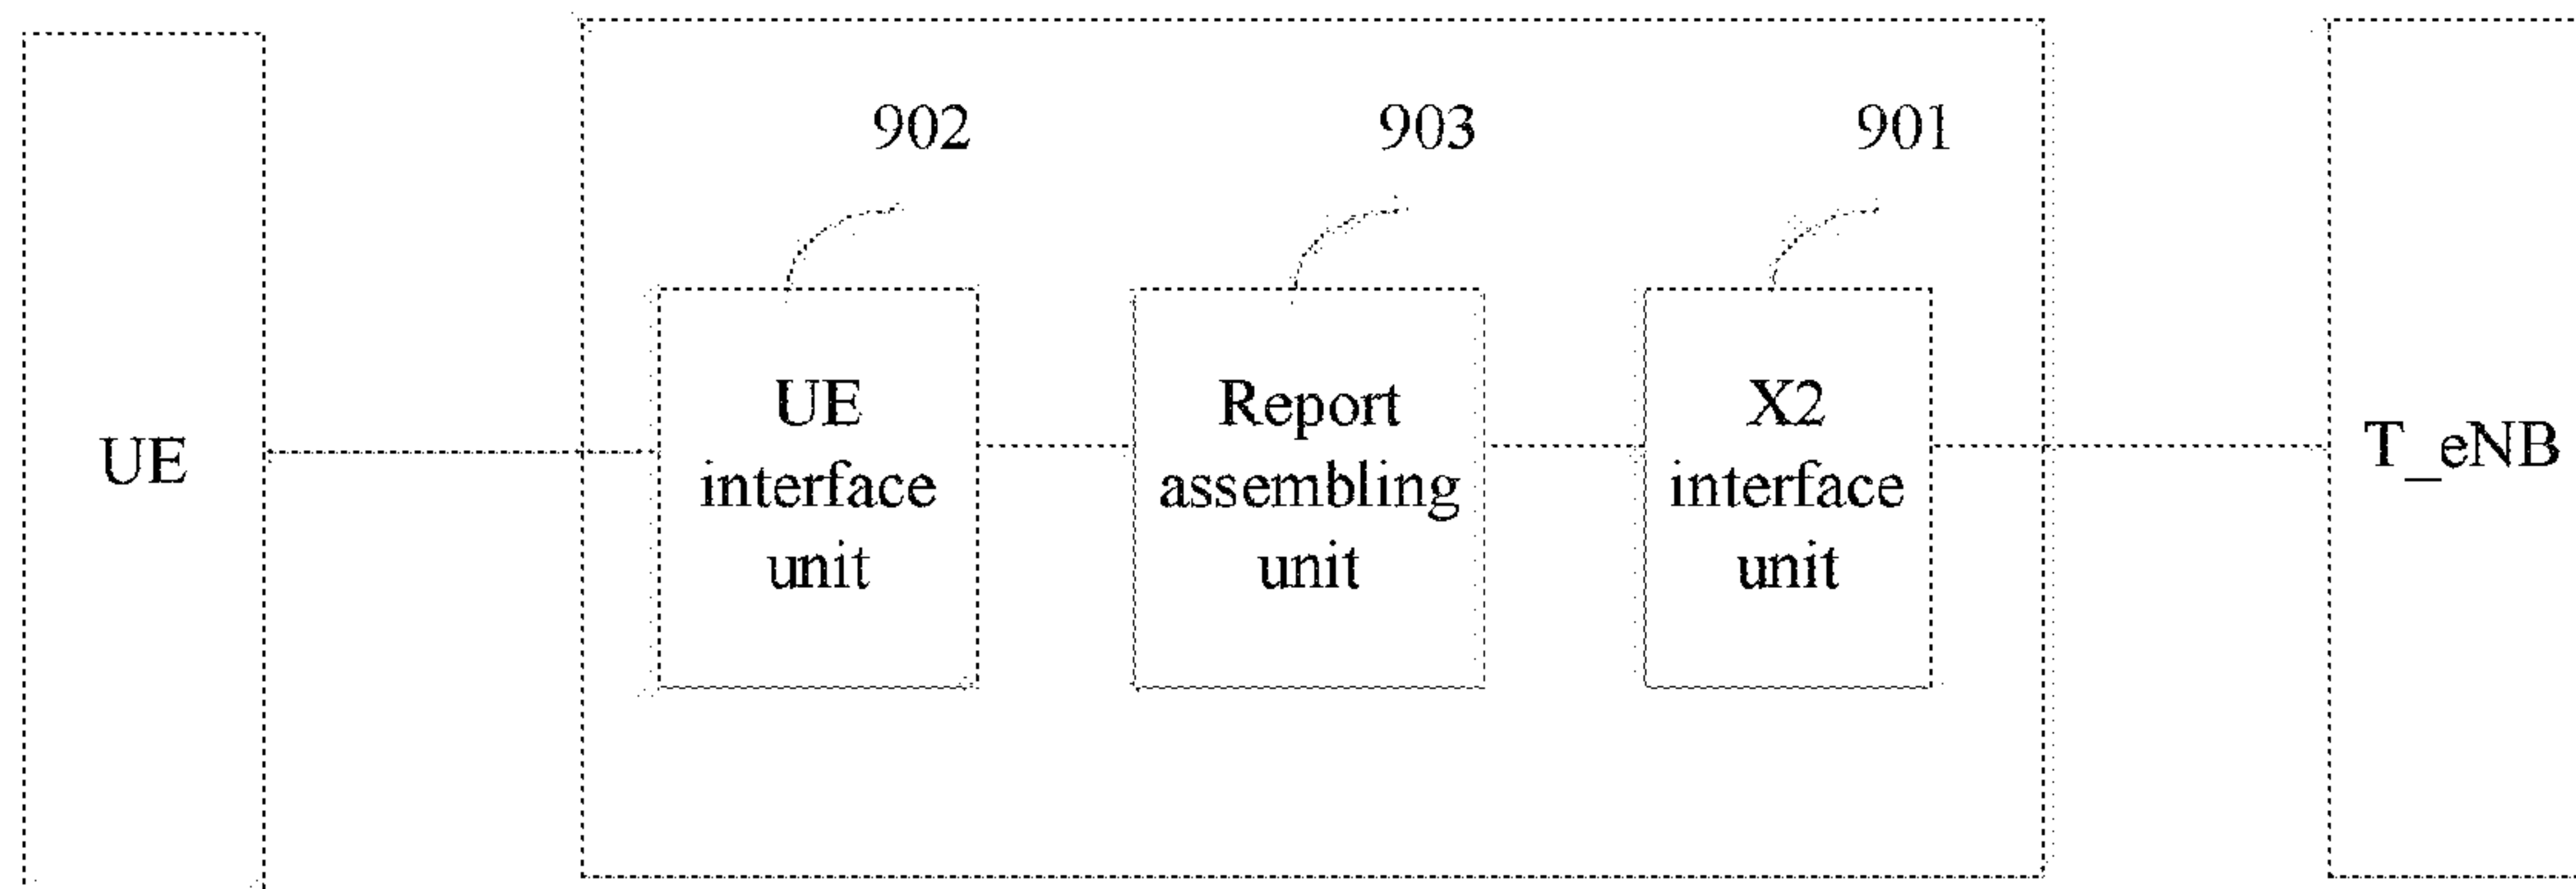 902
903
901
UE
UE
interface
unit
Report
assembling
unit
X2
interface
unit
T_eNB